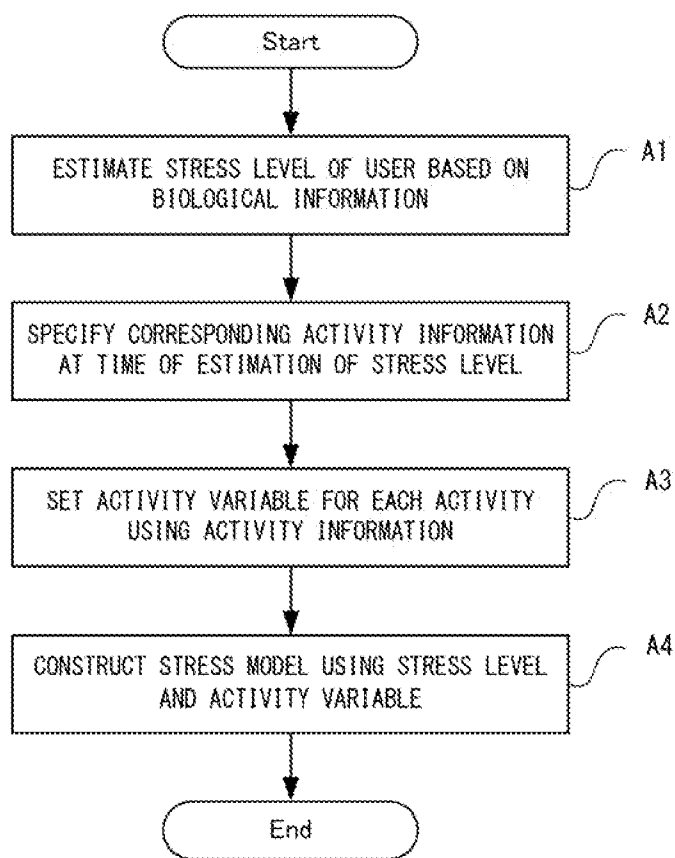 Start
ESTIMATE STRESS LEVEL OF USER BASED ON
BIOLOGICAL INFORMATION
A1
SPECIFY CORRESPONDING ACTIVITY INFORMATION
AT TIME OF ESTIMATION OF STRESS LEVEL
A2
SET ACTIVITY VARIABLE FOR EACH ACTIVITY
USING ACTIVITY INFORMATION
A3
CONSTRUCT STRESS MODEL USING STRESS LEVEL
AND ACTIVITY VARIABLE
A4
End